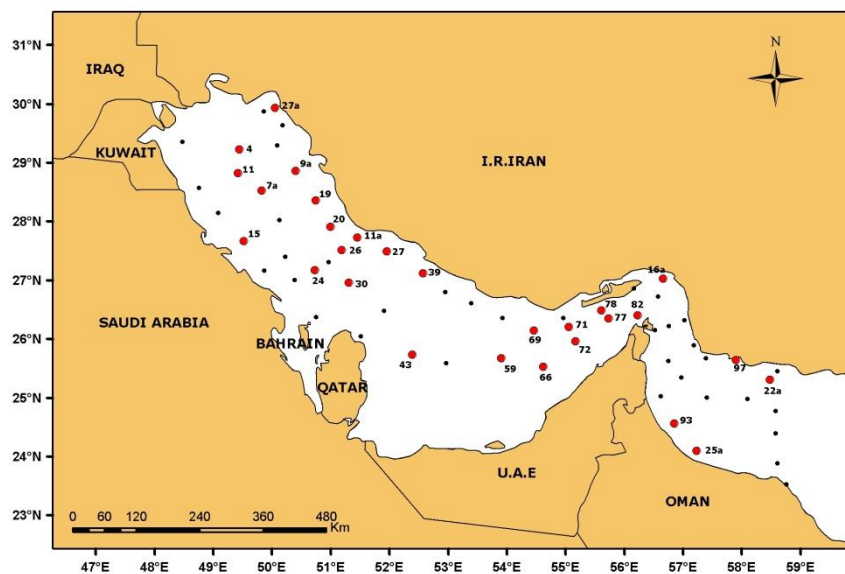 31°N
N
IRAQ
30°N
27a
KUWAIT
4
I.R.IRAN
29°N
11
9a
7a
19
28°N
20
15
11a
26
27
16a
27°N
24
30
39
SAUDI ARABIA
78
82
71
77
26°N
BAHRAIN
69
72
43
59
66
97
QATAR
22a
25°N
93
24°N
25a
U.A.E
OMAN
0 60 120 240 360 480
Km
23°N
47°E 48°E 49°E 50°E 51°E 52°E 53°E 54°E 55°E 56°E 57°E 58°E 59°E